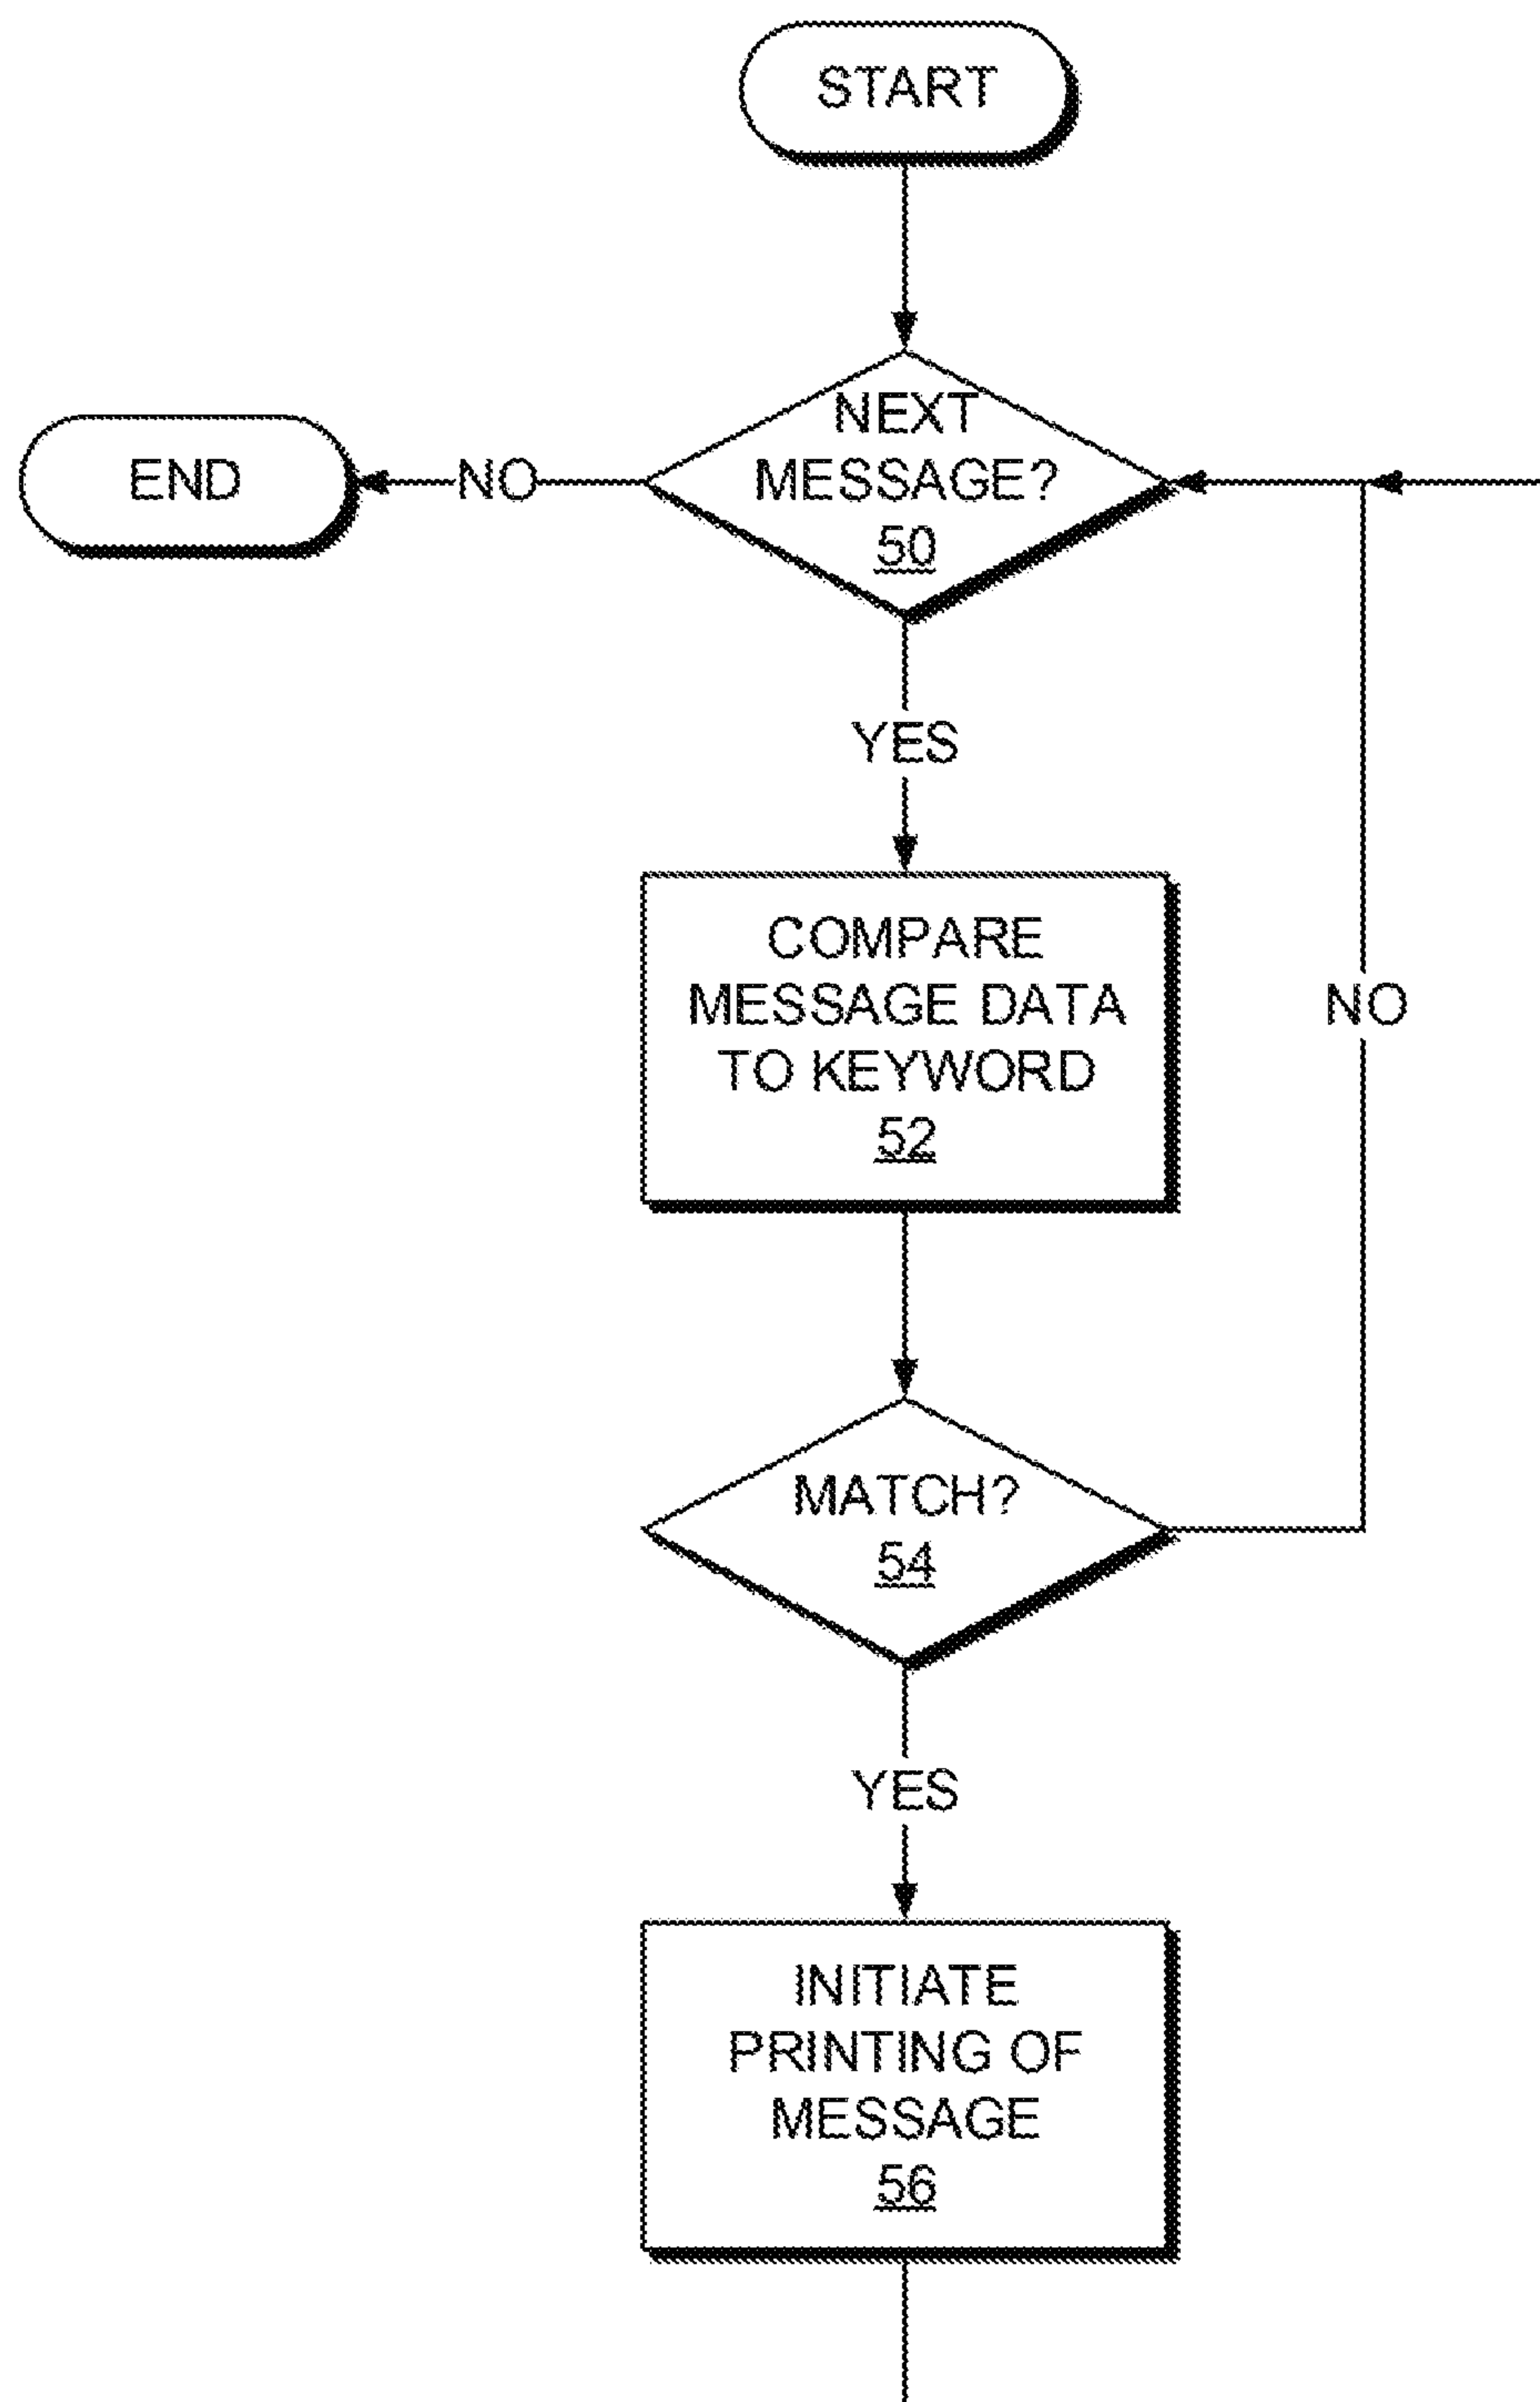 START
NEXT
MESSAGE?
50
NO
END
YES
COMPARE
MESSAGE DATA
TO KEYWORD
52
NO
MATCH?
54
YES
INITIATE
PRINTING OF
MESSAGE
56